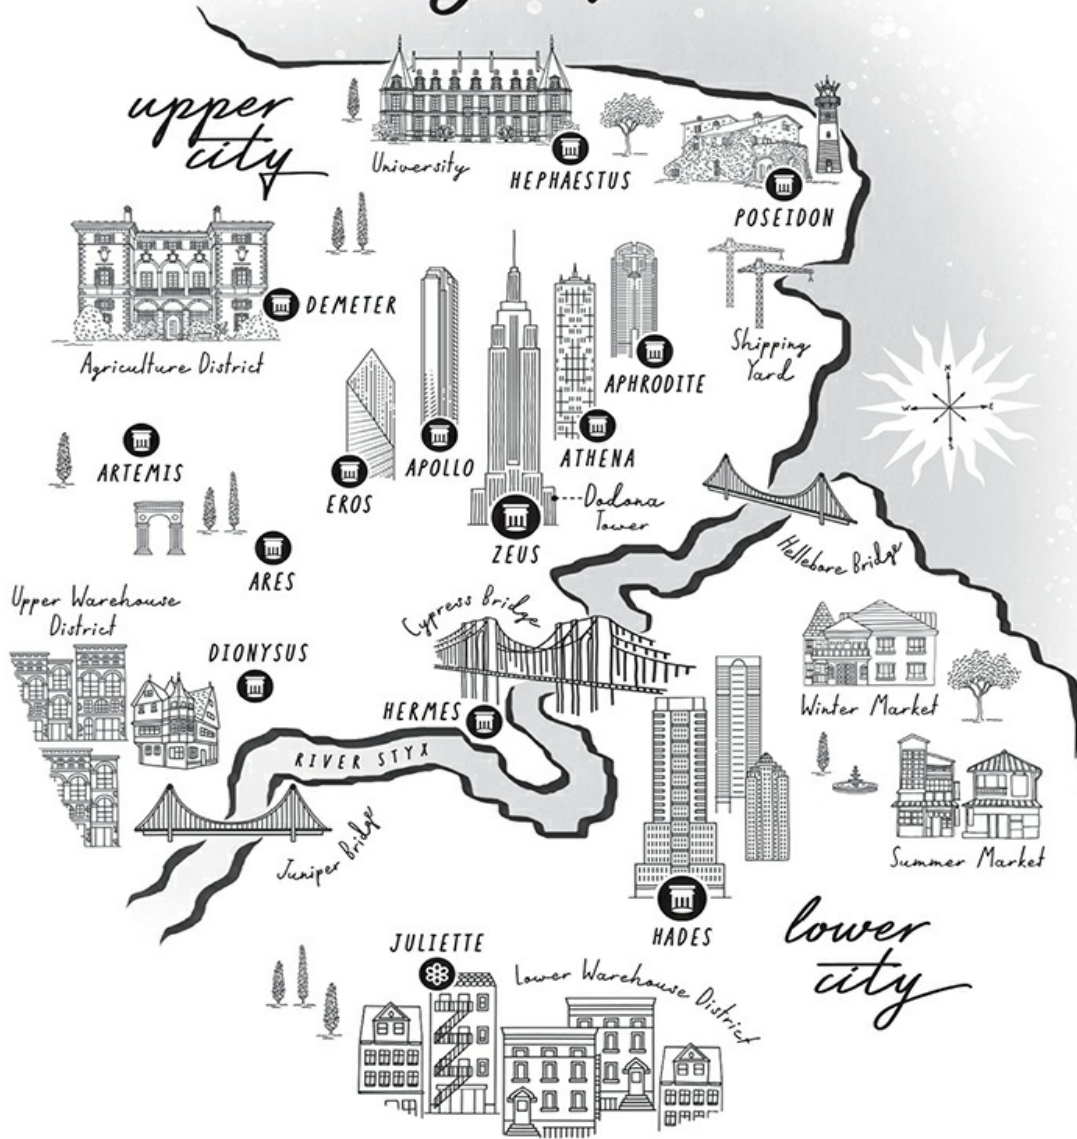 upper
city
University
HEPHAESTUS
POSEIDON
DEMETER
Agriculture District
Shipping
Yard
APHRODITE
N
W
E
S
ARTEMIS
EROS
APOLLO
ATHENA
Dodona
Tower
ZEUS
Hellebore Bridge
ARES
Upper Warehouse
District
Cypress Bridge
DIONYSUS
HERMES
Winter Market
RIVER STYX
Juniper Bridge
Summer Market
HADES
lower
city
JULIETTE
Lower Warehouse District